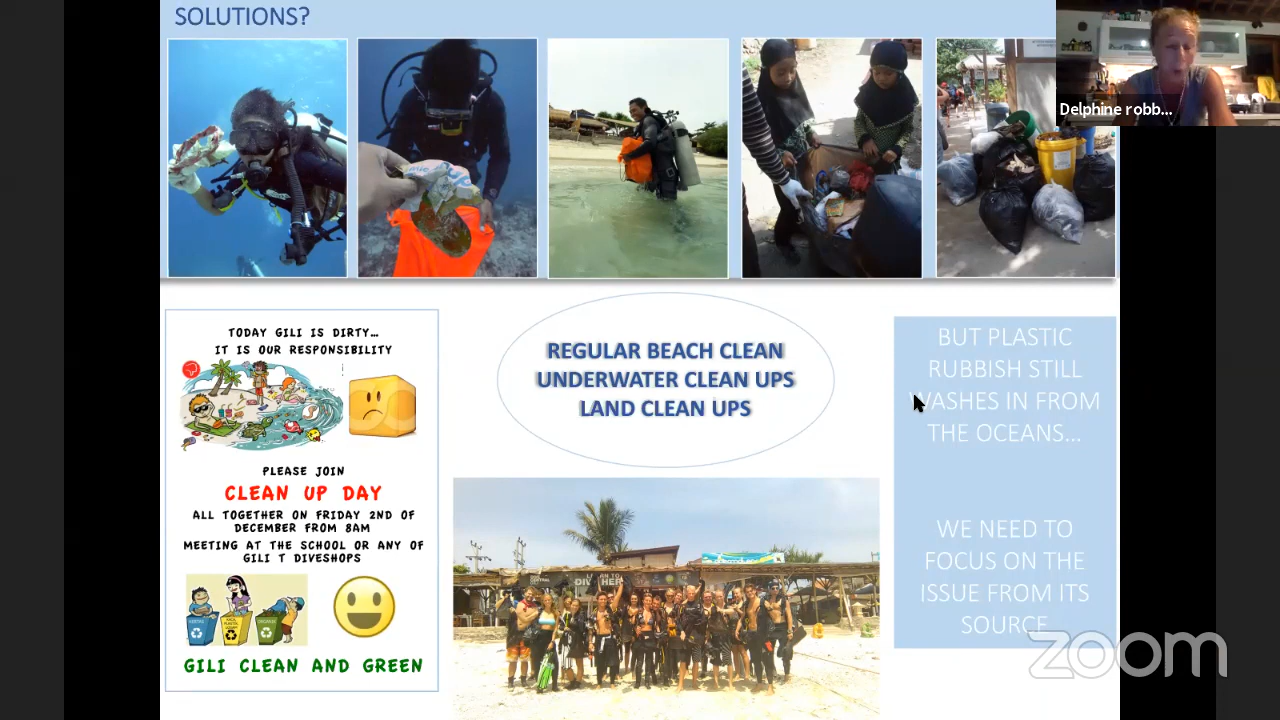 SOLUTIONS?
Delphine robb...
TODAY GILI IS DIRTY...
IT IS OUR RESPONSIBILITY
PLEASE JOIN
CLEAN UP DAY
ALL TOGETHER ON FRIDAY 2ND OF
DECEMBER FROM 8AM
MEETING AT THE SCHOOL OR ANY OF
GILI T DIVESHOPS
GILI CLEAN AND GREEN
REGULAR BEACH CLEAN
UNDERWATER CLEAN UPS
LAND CLEAN UPS
BUT PLASTIC
RUBBISH STILL
WASHES IN FROM
THE OCEANS...
WE NEED TO
FOCUS ON THE
ISSUE FROM ITS
SOURCE
zoom